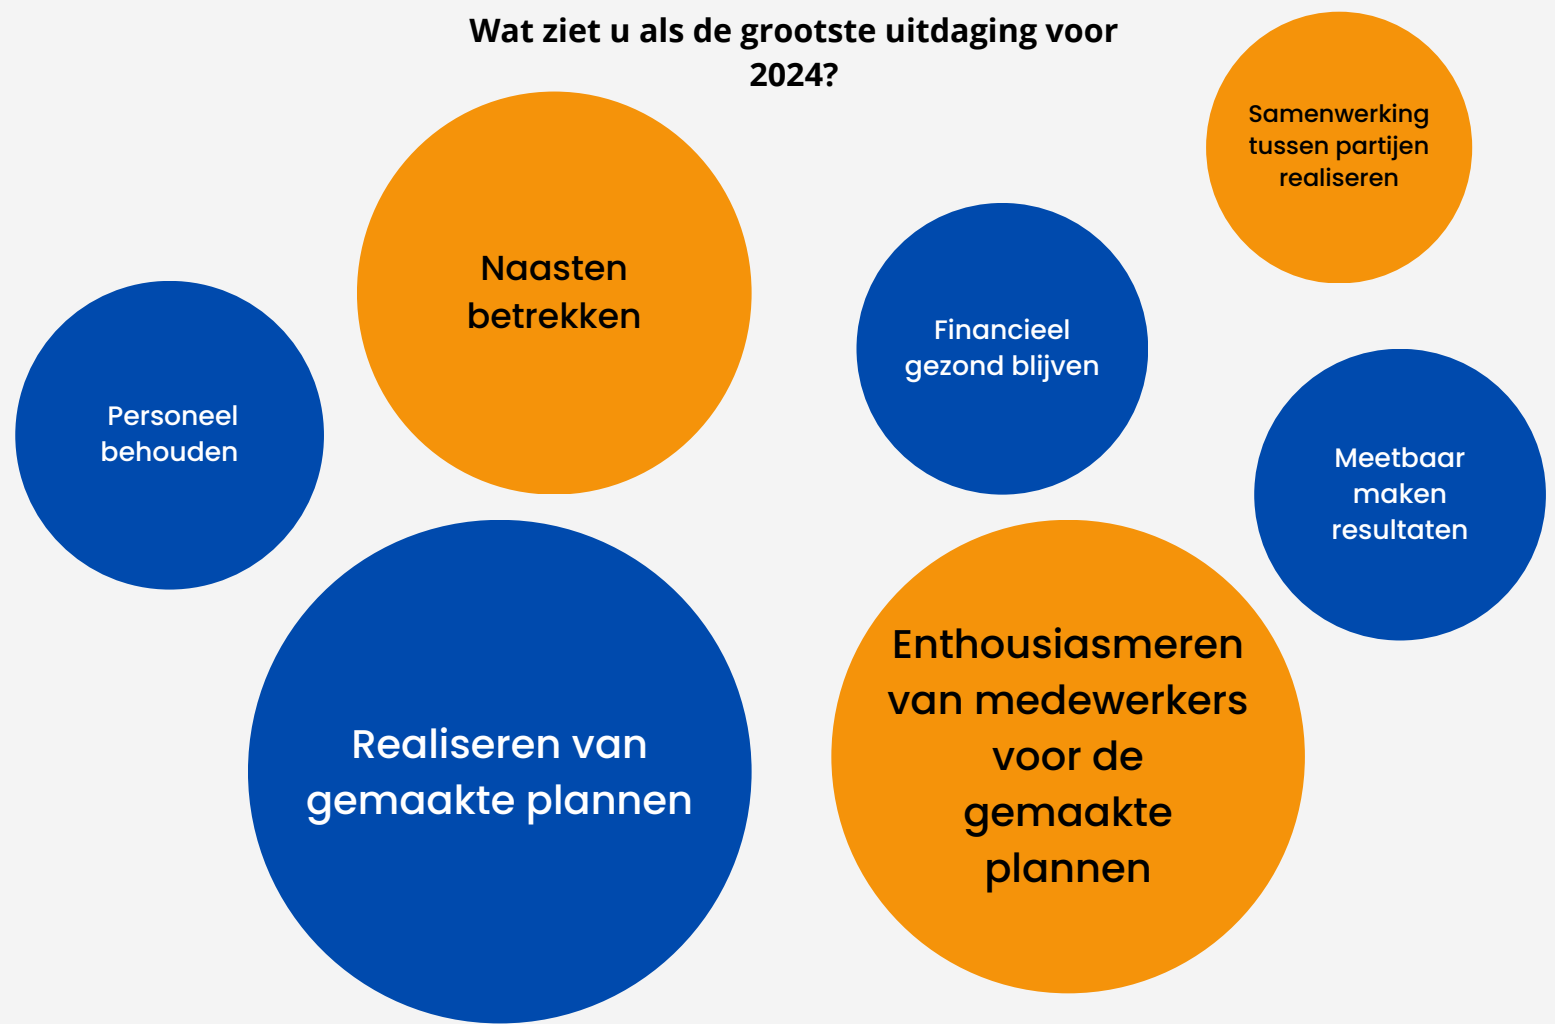 Wat ziet u als de grootste uitdaging voor
2024?
Samenwerking
tussen partijen
realiseren
Naasten
betrekken
Financieel
gezond blijven
Personeel
behouden
Meetbaar
maken
resultaten
Realiseren van
gemaakte plannen
Enthousiasmeren
van medewerkers
voor de
gemaakte
plannen